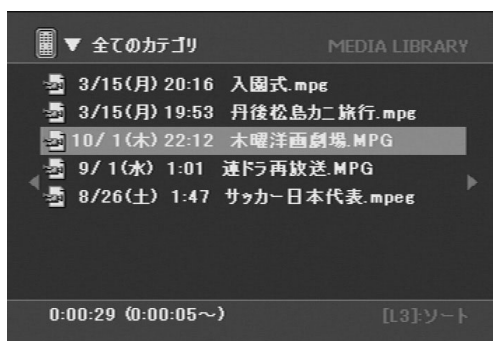 ▼ 全てのカテゴリ MEDIA LIBRARY
3/15(月) 20:16 入園式.mpg
3/15(月) 19:53 丹後松島カニ旅行.mpg
10/ 1(木) 22:12 木曜洋画劇場.MPG
9/ 1(水) 1:01 連ドラ再放送.MPG
8/26(土) 1:47 サッカー日本代表.mpeg
0:00:29 (0:00:05～) [L3]:ソート